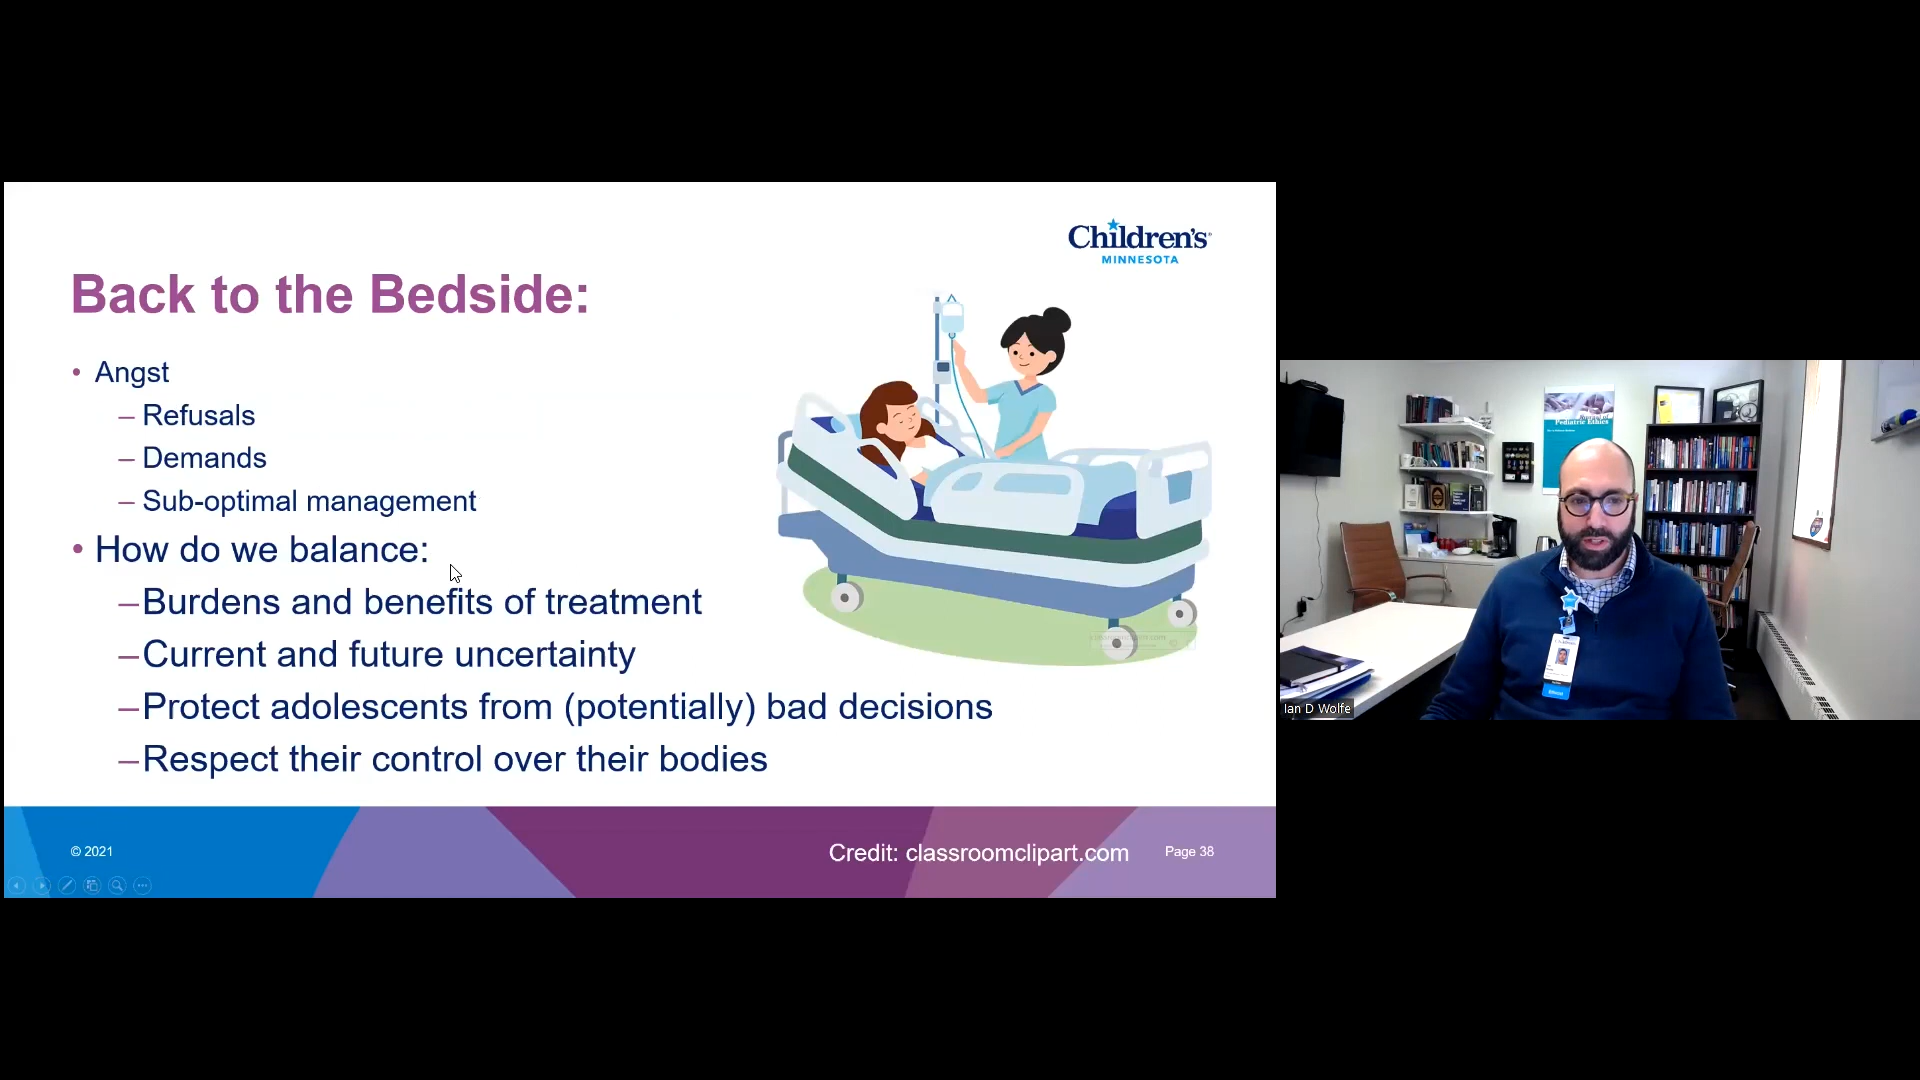 Children's
MINNESOTA
Back to the Bedside:
• Angst
– Refusals
– Demands
– Sub-optimal management
• How do we balance:
–Burdens and benefits of treatment
–Current and future uncertainty
–Protect adolescents from (potentially) bad decisions
–Respect their control over their bodies
© 2021
Credit: classroomclipart.com
Page 38
Pediatric Ethics
Ian D Wolfe